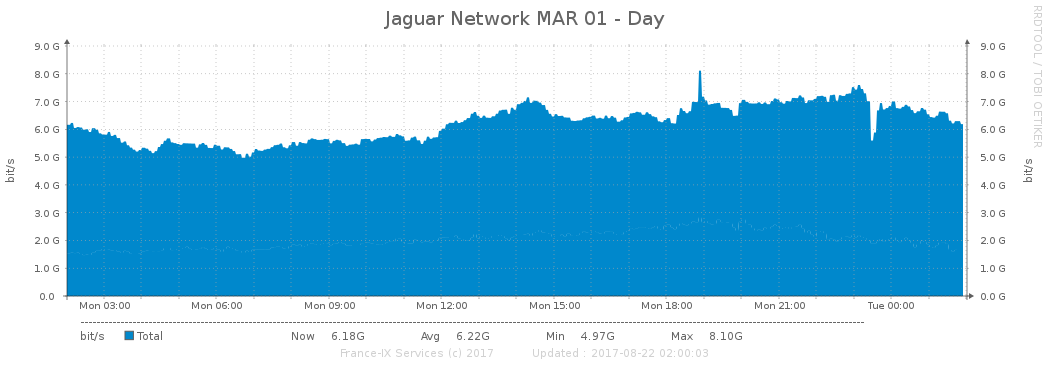 Jaguar Network MAR 01 - Day
RRDTOOL / TOBI OETIKER
bit/s
9.0 G 9.0 G
8.0 G 8.0 G
7.0 G 7.0 G
6.0 G 6.0 G
5.0 G 5.0 G
4.0 G 4.0 G
3.0 G 3.0 G
2.0 G 2.0 G
1.0 G 1.0 G
0.0 0.0 G
bit/s
Mon 03:00 Mon 06:00 Mon 09:00 Mon 12:00 Mon 15:00 Mon 18:00 Mon 21:00 Tue 00:00
bit/s Total Now 6.18G Avg 6.22G Min 4.97G Max 8.10G
France-IX Services (c) 2017 Updated : 2017-08-22 02:00:03